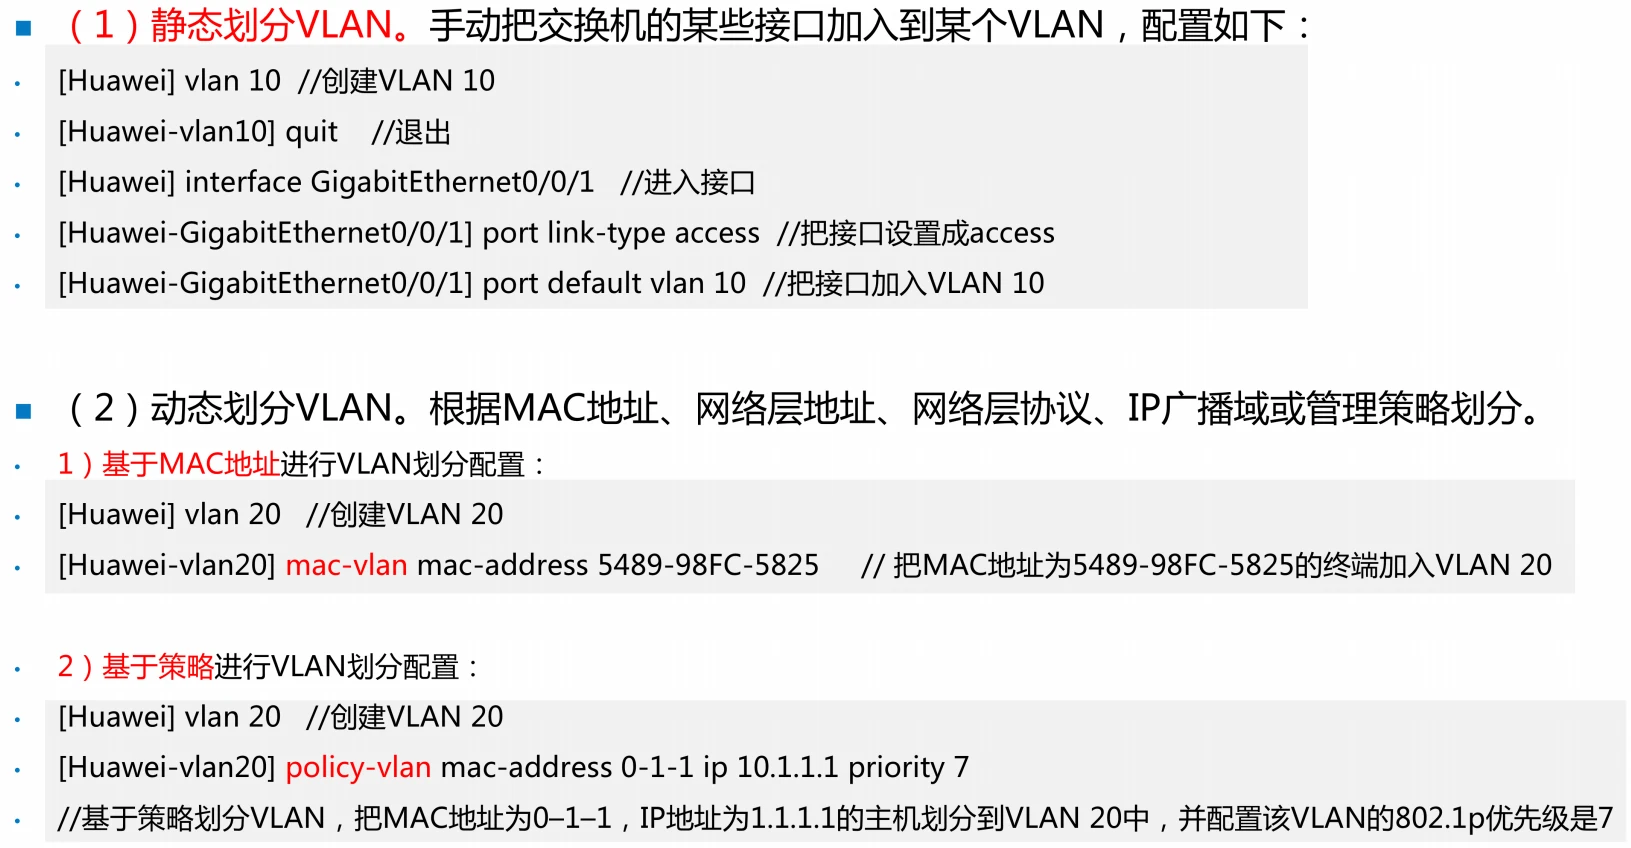 （1）静态划分VLAN。手动把交换机的某些接口加入到某个VLAN，配置如下：
[Huawei] vlan 10  //创建VLAN 10
[Huawei-vlan10] quit    //退出
[Huawei] interface GigabitEthernet0/0/1   //进入接口
[Huawei-GigabitEthernet0/0/1] port link-type access  //把接口设置成access
[Huawei-GigabitEthernet0/0/1] port default vlan 10  //把接口加入VLAN 10
（2）动态划分VLAN。根据MAC地址、网络层地址、网络层协议、IP广播域或管理策略划分。
1）基于MAC地址进行VLAN划分配置：
[Huawei] vlan 20   //创建VLAN 20
[Huawei-vlan20] mac-vlan mac-address 5489-98FC-5825     // 把MAC地址为5489-98FC-5825的终端加入VLAN 20
2）基于策略进行VLAN划分配置：
[Huawei] vlan 20   //创建VLAN 20
[Huawei-vlan20] policy-vlan mac-address 0-1-1 ip 10.1.1.1 priority 7
//基于策略划分VLAN，把MAC地址为0–1–1，IP地址为1.1.1.1的主机划分到VLAN 20中，并配置该VLAN的802.1p优先级是7